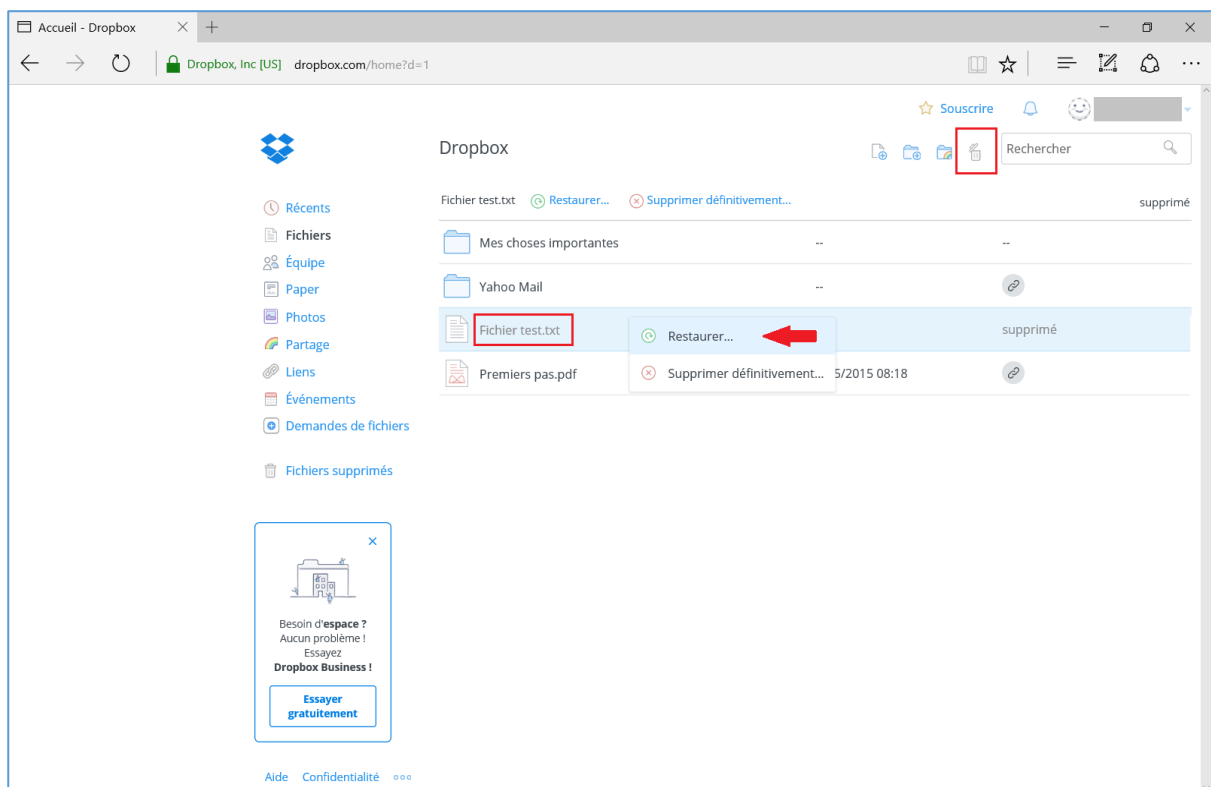 Accueil - Dropbox
Dropbox, Inc [US] dropbox.com/home?d=1
Souscrire
Dropbox
Rechercher
Fichier test.txt Restaurer... Supprimer définitivement... supprimé
Récents
Fichiers
Équipe
Paper
Photos
Partage
Liens
Événements
Demandes de fichiers
Fichiers supprimés
Mes choses importantes -- --
Yahoo Mail --
Fichier test.txt supprimé
Restaurer...
Premiers pas.pdf 5/2015 08:18
Supprimer définitivement...
Besoin d'espace ?
Aucun problème !
Essayez
Dropbox Business !
Essayer
gratuitement
Aide Confidentialité